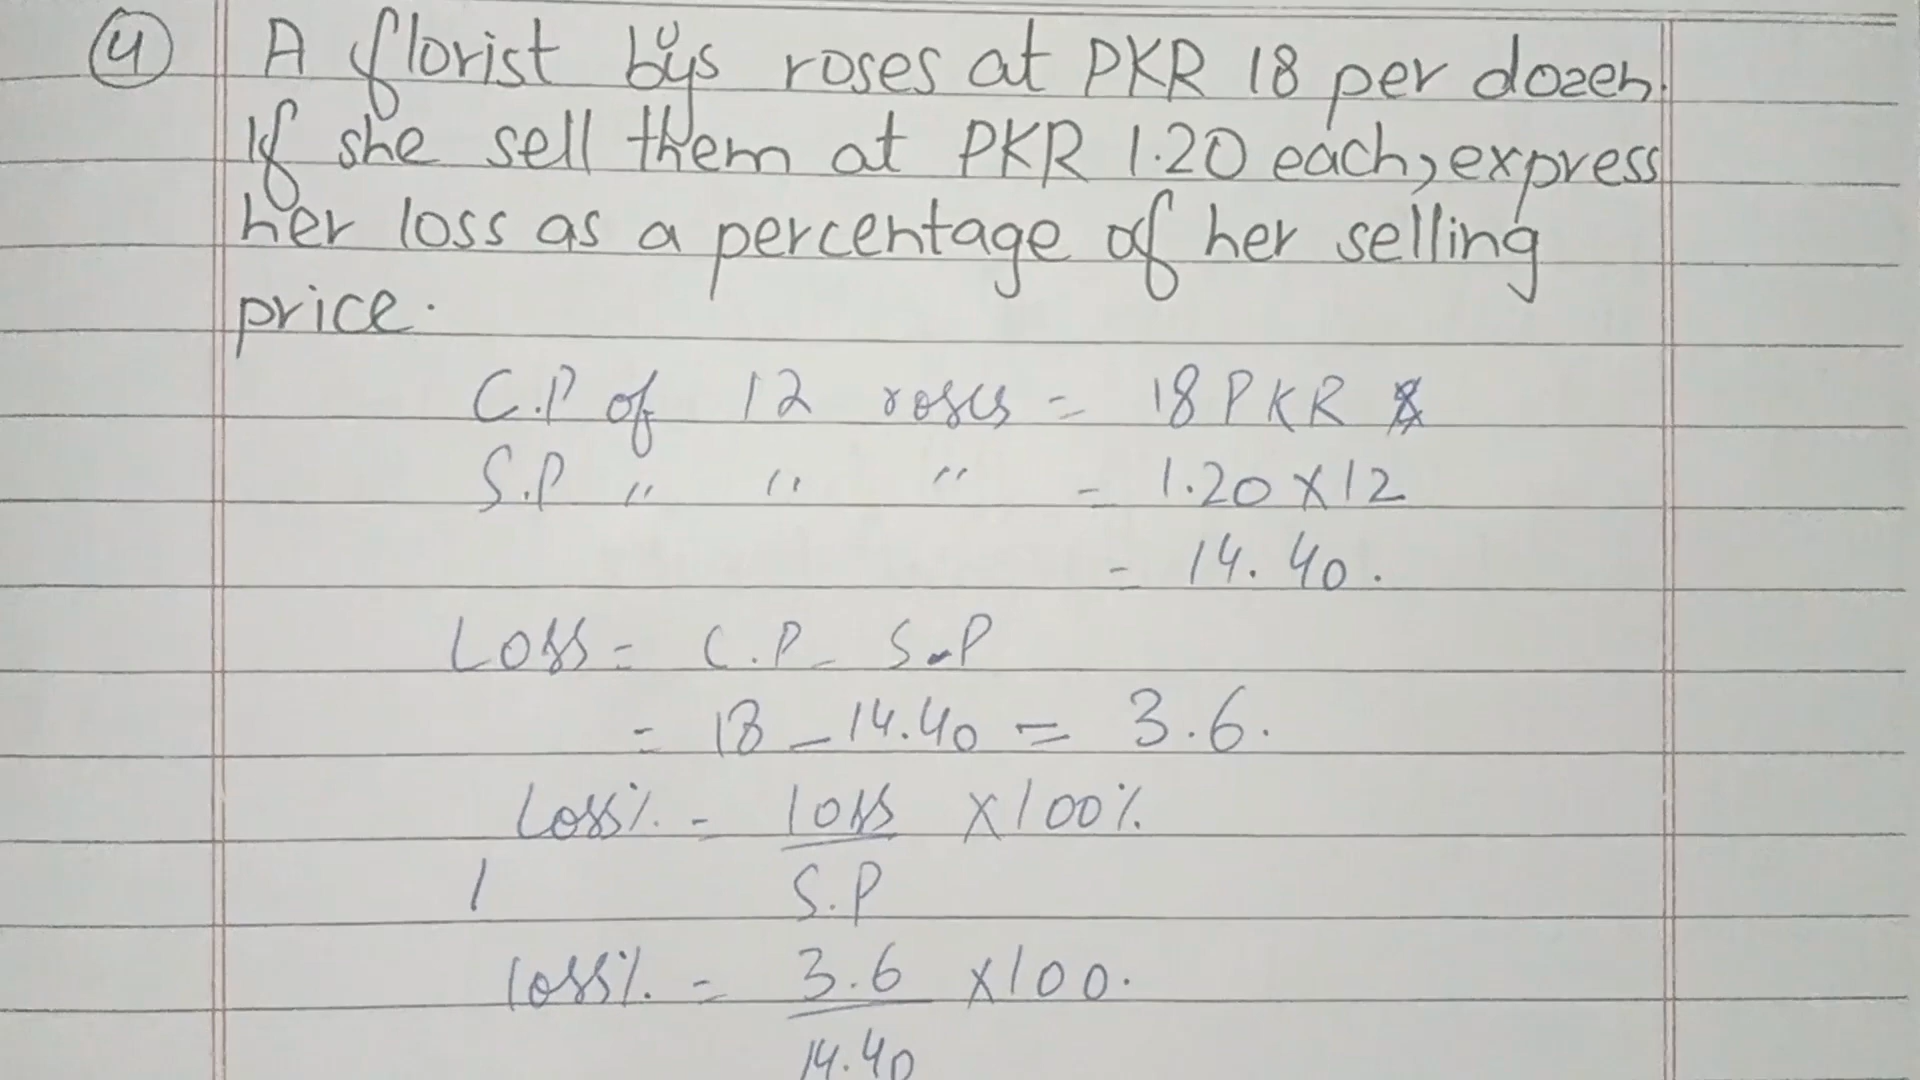 4 A florist buys roses at PKR 18 per dozen.
If she sell them at PKR 1.20 each, express
her loss as a percentage of her selling
price.
C.P of 12 roses = 18 PKR
S.P " " " = 1.20 × 12
= 14.40.
Loss = C.P - S.P
= 18 - 14.40 = 3.6.
Loss% = loss × 100%
S.P
loss% = 3.6 × 100.
14.40